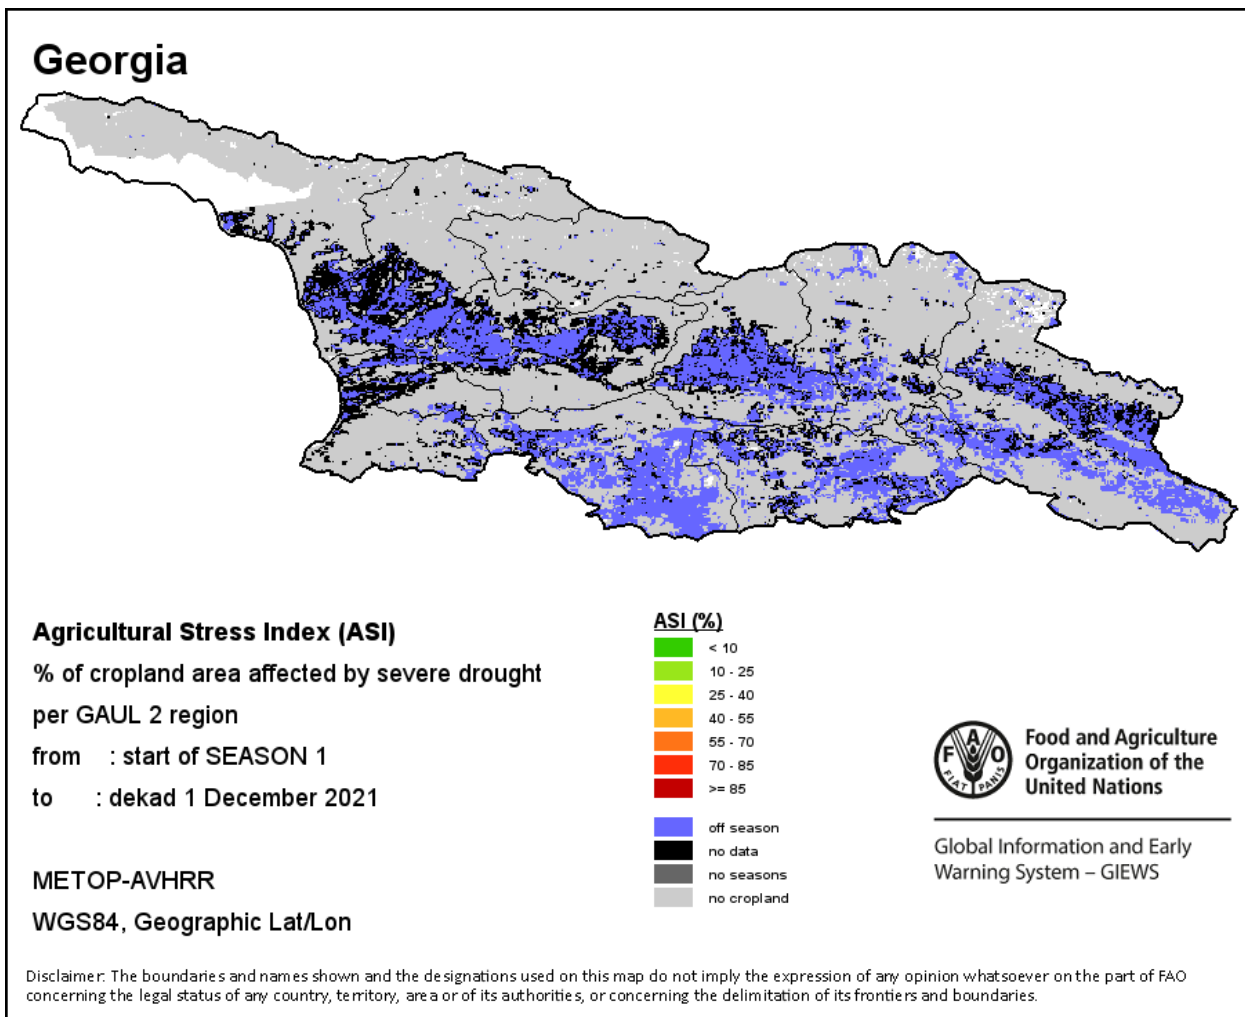 Georgia
Agricultural Stress Index (ASI)
% of cropland area affected by severe drought
per GAUL 2 region
from : start of SEASON 1
to : dekad 1 December 2021
METOP-AVHRR
WGS84, Geographic Lat/Lon
ASI (%)
< 10
10 - 25
25 - 40
40 - 55
55 - 70
70 - 85
>= 85
off season
no data
no seasons
no cropland
F A O
FIAT PANIS
Food and Agriculture
Organization of the
United Nations
Global Information and Early
Warning System – GIEWS
Disclaimer: The boundaries and names shown and the designations used on this map do not imply the expression of any opinion whatsoever on the part of FAO
concerning the legal status of any country, territory, area or of its authorities, or concerning the delimitation of its frontiers and boundaries.